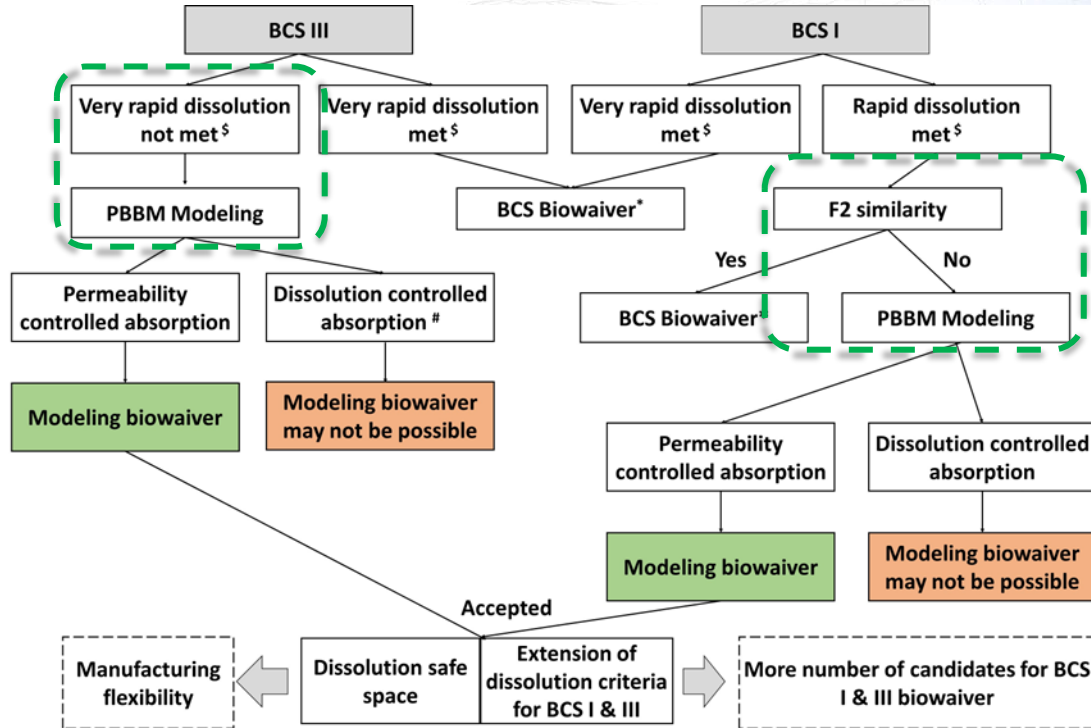 BCS III
BCS I
Very rapid dissolution
not met $
Very rapid dissolution
met $
Very rapid dissolution
met $
Rapid dissolution
met $
PBBM Modeling
BCS Biowaiver*
F2 similarity
Yes
No
Permeability
controlled absorption
Dissolution controlled
absorption #
BCS Biowaiver*
PBBM Modeling
Modeling biowaiver
Modeling biowaiver
may not be possible
Permeability
controlled absorption
Dissolution controlled
absorption
Modeling biowaiver
Modeling biowaiver
may not be possible
Accepted
Manufacturing
flexibility
Dissolution safe
space
Extension of
dissolution criteria
for BCS I & III
More number of candidates for BCS
I & III biowaiver